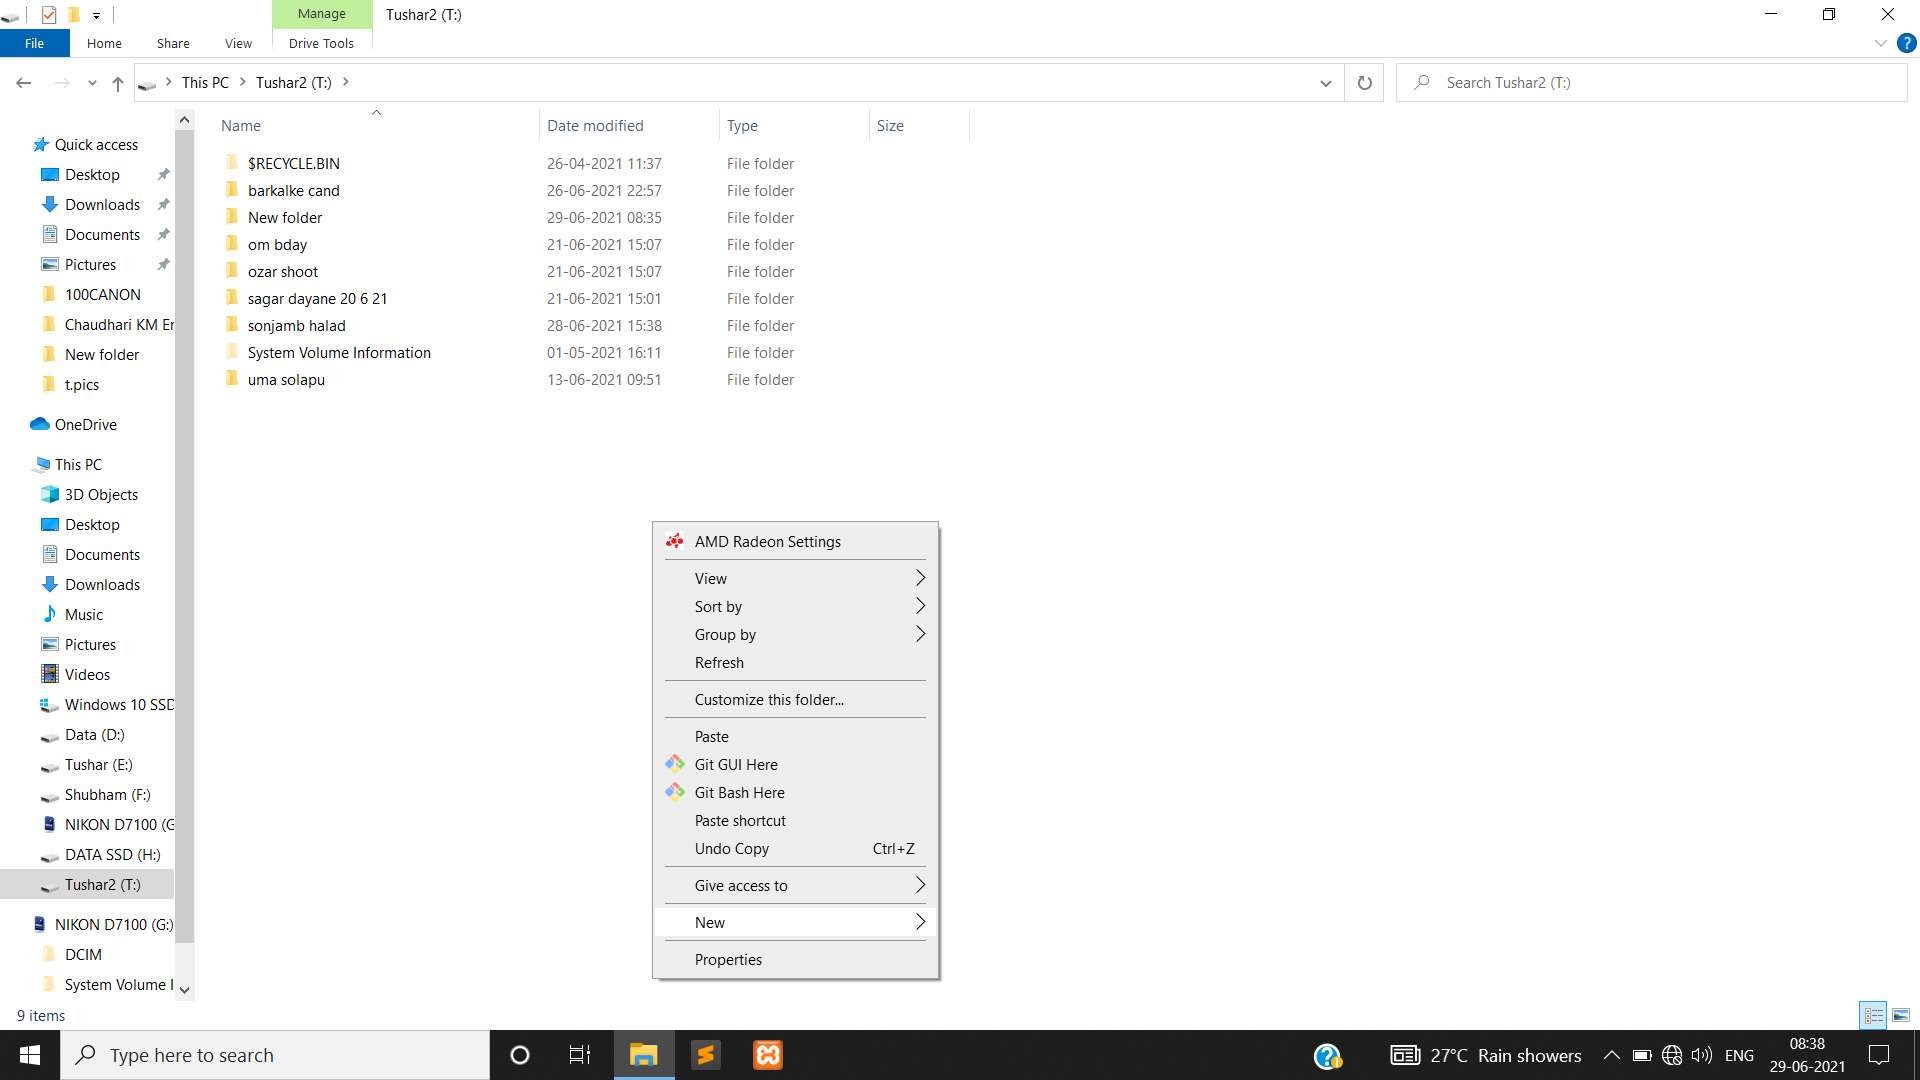 Manage
Tushar2 (T:)
File
Home
Share
View
Drive Tools
This PC
Tushar2 (T:)
Search Tushar2 (T:)
Name
Date modified
Type
Size
$RECYCLE.BIN 26-04-2021 11:37 File folder
barkalke cand 26-06-2021 22:57 File folder
New folder 29-06-2021 08:35 File folder
om bday 21-06-2021 15:07 File folder
ozar shoot 21-06-2021 15:07 File folder
sagar dayane 20 6 21 21-06-2021 15:01 File folder
sonjamb halad 28-06-2021 15:38 File folder
System Volume Information 01-05-2021 16:11 File folder
uma solapu 13-06-2021 09:51 File folder
Quick access
Desktop
Downloads
Documents
Pictures
100CANON
Chaudhari KM Er
New folder
t.pics
OneDrive
This PC
3D Objects
Desktop
Documents
Downloads
Music
Pictures
Videos
Windows 10 SSD
Data (D:)
Tushar (E:)
Shubham (F:)
NIKON D7100 (G
DATA SSD (H:)
Tushar2 (T:)
NIKON D7100 (G:)
DCIM
System Volume I
AMD Radeon Settings
View
Sort by
Group by
Refresh
Customize this folder...
Paste
Git GUI Here
Git Bash Here
Paste shortcut
Undo Copy Ctrl+Z
Give access to
New
Properties
9 items
Type here to search
27°C Rain showers
ENG
08:38
29-06-2021